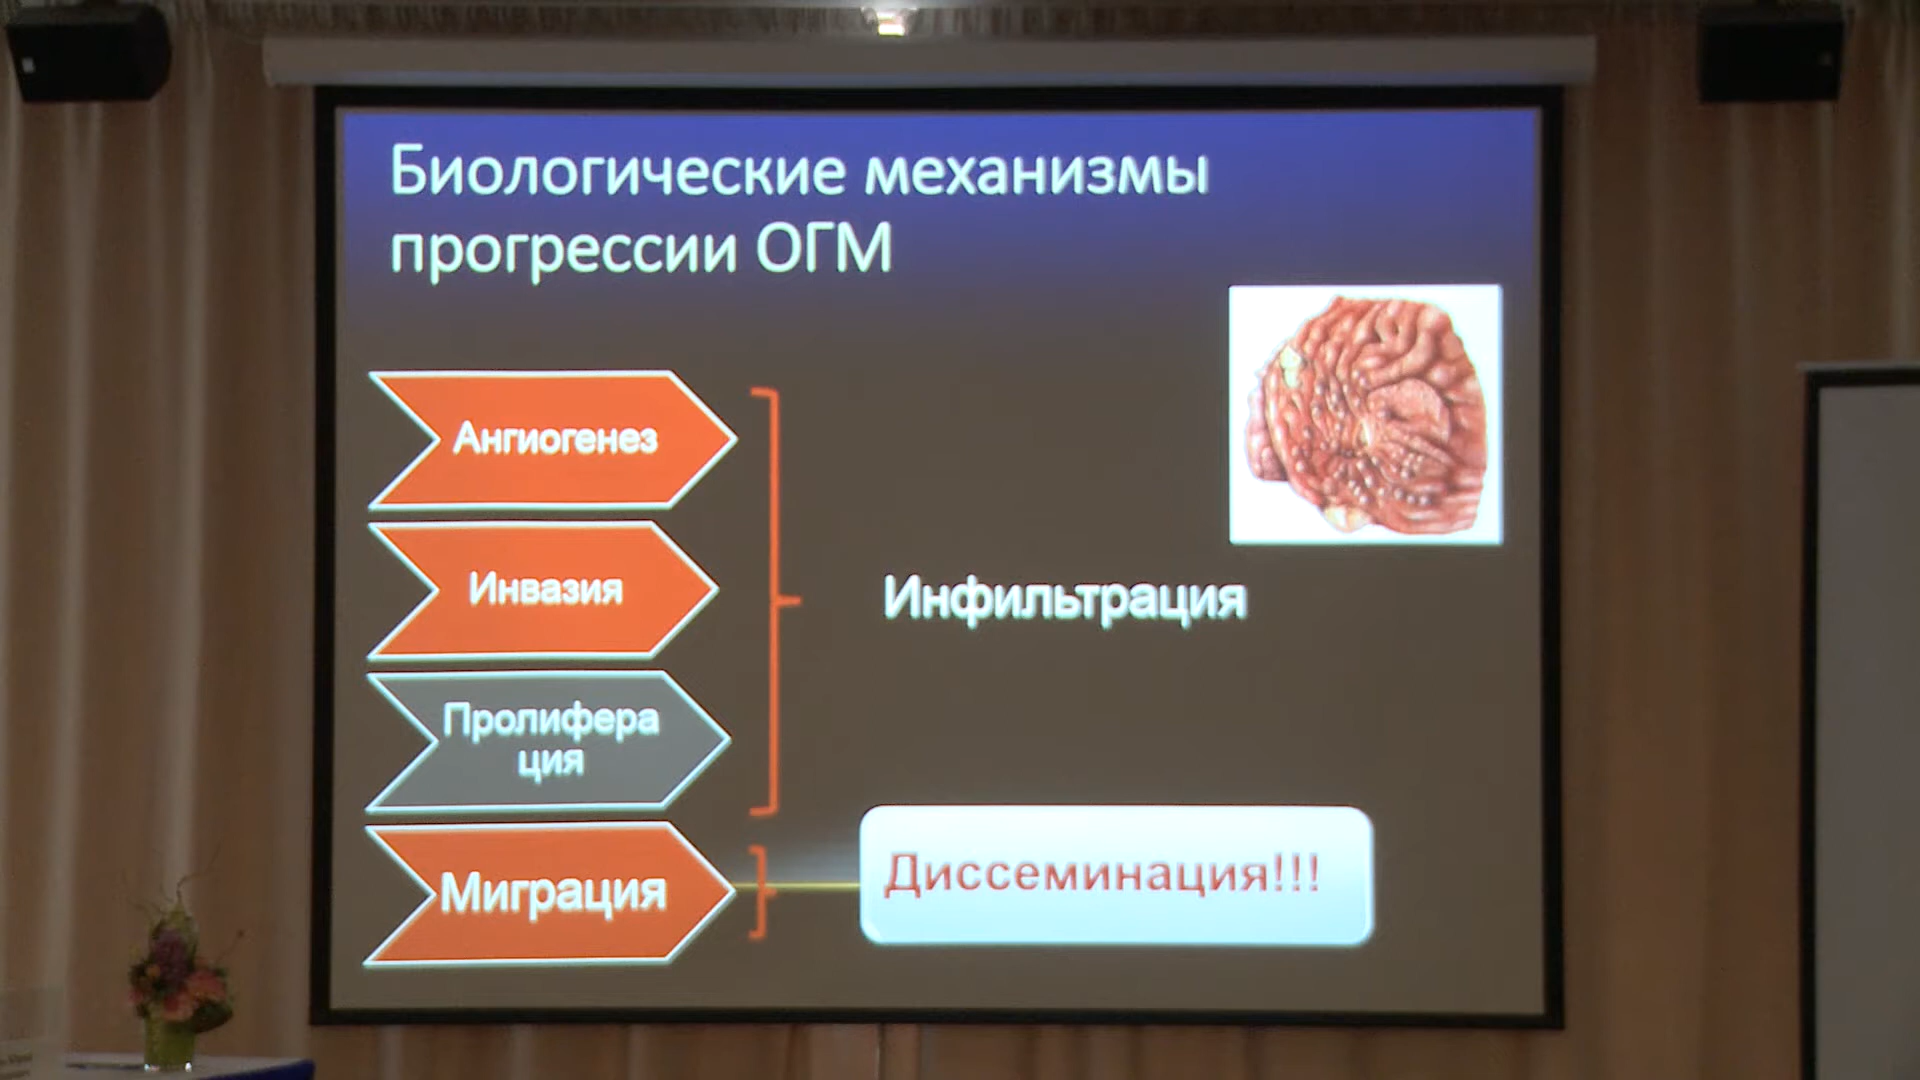 Биологические механизмы
прогрессии ОГМ
Ангиогенез
Инвазия
Пролифера
ция
Миграция
Инфильтрация
Диссеминация!!!